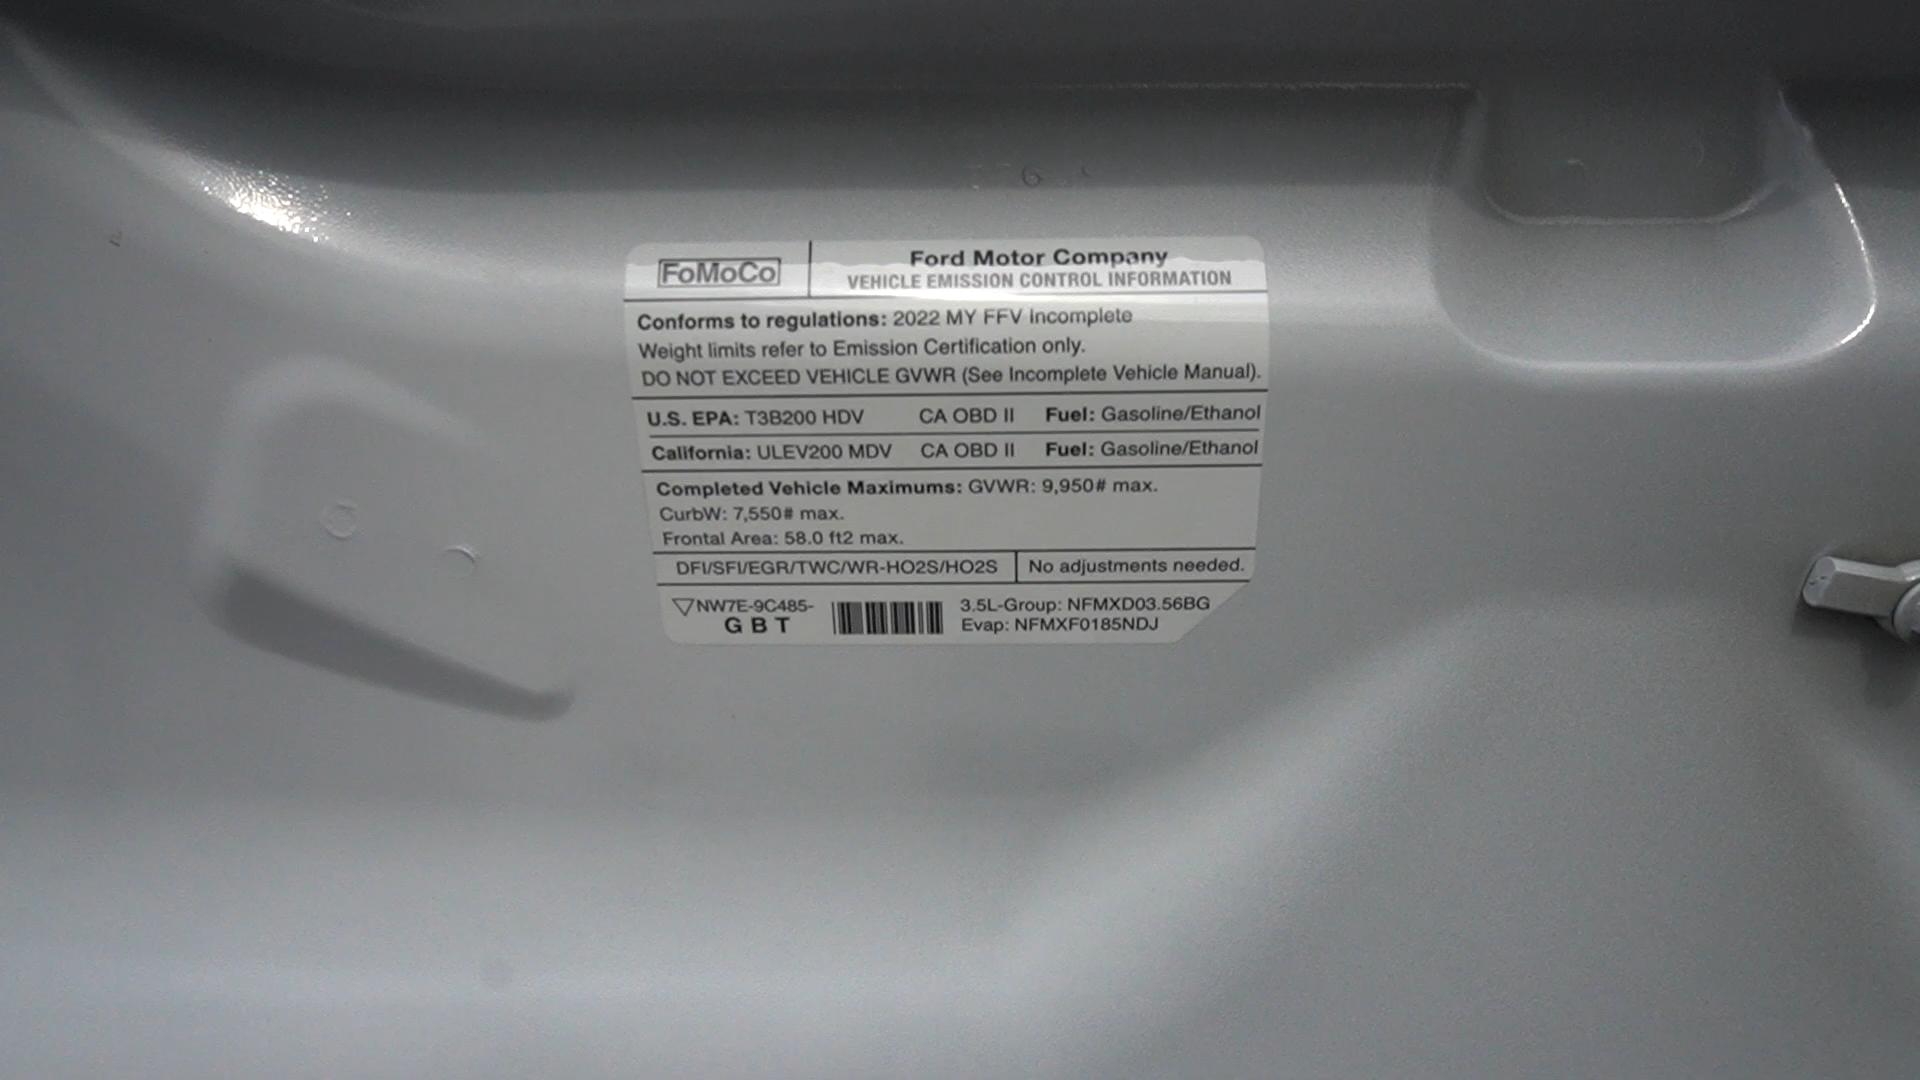 FoMoCo
Ford Motor Company
VEHICLE EMISSION CONTROL INFORMATION
Conforms to regulations: 2022 MY FFV Incomplete
Weight limits refer to Emission Certification only.
DO NOT EXCEED VEHICLE GVWR (See Incomplete Vehicle Manual).
U.S. EPA: T3B200 HDV CA OBD II Fuel: Gasoline/Ethanol
California: ULEV200 MDV CA OBD II Fuel: Gasoline/Ethanol
Completed Vehicle Maximums: GVWR: 9,950# max.
CurbW: 7,550# max.
Frontal Area: 58.0 ft2 max.
DFI/SFI/EGR/TWC/WR-HO2S/HO2S No adjustments needed.
NW7E-9C485-
G B T
3.5L-Group: NFMXD03.56BG
Evap: NFMXF0185NDJ